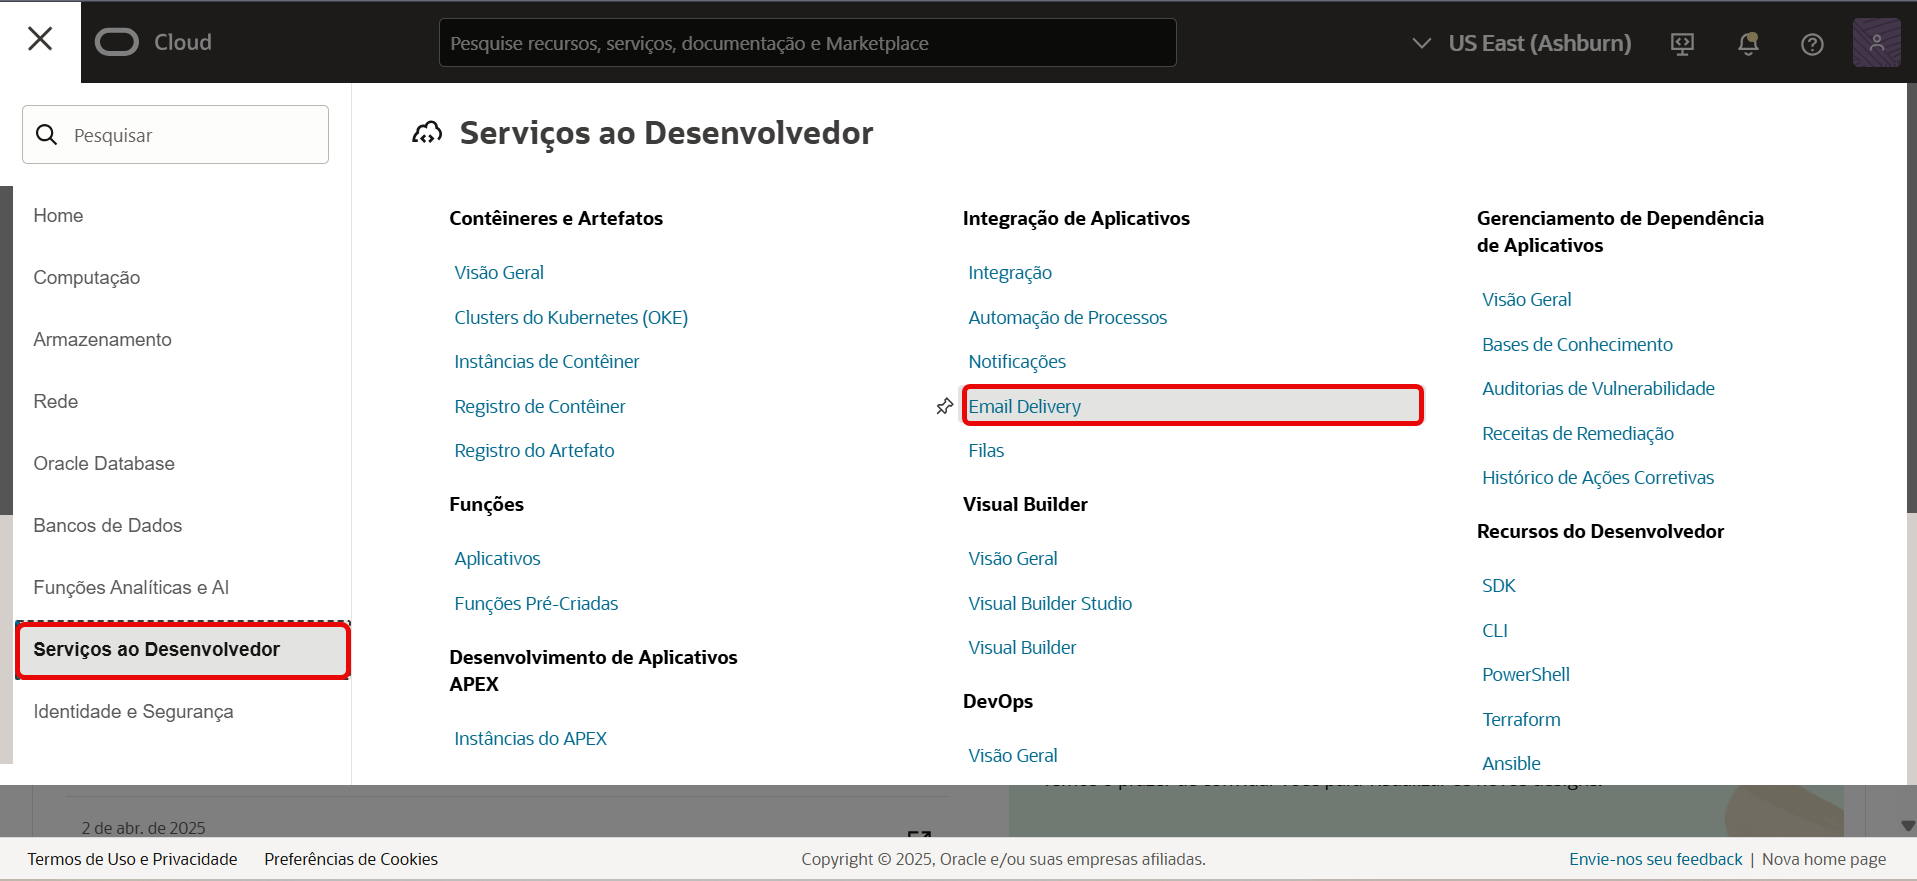 Cloud
Pesquise recursos, serviços, documentação e Marketplace
US East (Ashburn)
Pesquisar
Home
Computação
Armazenamento
Rede
Oracle Database
Bancos de Dados
Funções Analíticas e AI
Serviços ao Desenvolvedor
Identidade e Segurança
Serviços ao Desenvolvedor
Contêineres e Artefatos
Visão Geral
Clusters do Kubernetes (OKE)
Instâncias de Contêiner
Registro de Contêiner
Registro do Artefato
Funções
Aplicativos
Funções Pré-Criadas
Desenvolvimento de Aplicativos
APEX
Instâncias do APEX
Integração de Aplicativos
Integração
Automação de Processos
Notificações
Email Delivery
Filas
Visual Builder
Visão Geral
Visual Builder Studio
Visual Builder
DevOps
Visão Geral
Gerenciamento de Dependência
de Aplicativos
Visão Geral
Bases de Conhecimento
Auditorias de Vulnerabilidade
Receitas de Remediação
Histórico de Ações Corretivas
Recursos do Desenvolvedor
SDK
CLI
PowerShell
Terraform
Ansible
2 de abr. de 2025
Termos de Uso e Privacidade
Preferências de Cookies
Copyright © 2025, Oracle e/ou suas empresas afiliadas.
Envie-nos seu feedback | Nova home page